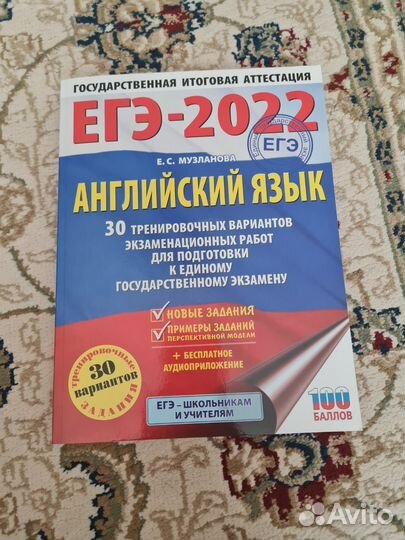 ГОСУДАРСТВЕННАЯ ИТОГОВАЯ АТТЕСТАЦИЯ
ЕГЭ-2022
ЕГЭ
Е. С. МУЗЛАНОВА
АНГЛИЙСКИЙ ЯЗЫК
30 ТРЕНИРОВОЧНЫХ ВАРИАНТОВ
ЭКЗАМЕНАЦИОННЫХ РАБОТ
ДЛЯ ПОДГОТОВКИ
К ЕДИНОМУ
ГОСУДАРСТВЕННОМУ ЭКЗАМЕНУ
НОВЫЕ ЗАДАНИЯ
ПРИМЕРЫ ЗАДАНИЙ
ПЕРСПЕКТИВНОЙ МОДЕЛИ
+ БЕСПЛАТНОЕ
АУДИОПРИЛОЖЕНИЕ
тренировочные
30
вариантов
ЗАДАНИЯ
ЕГЭ – ШКОЛЬНИКАМ
И УЧИТЕЛЯМ
100
БАЛЛОВ
Avito